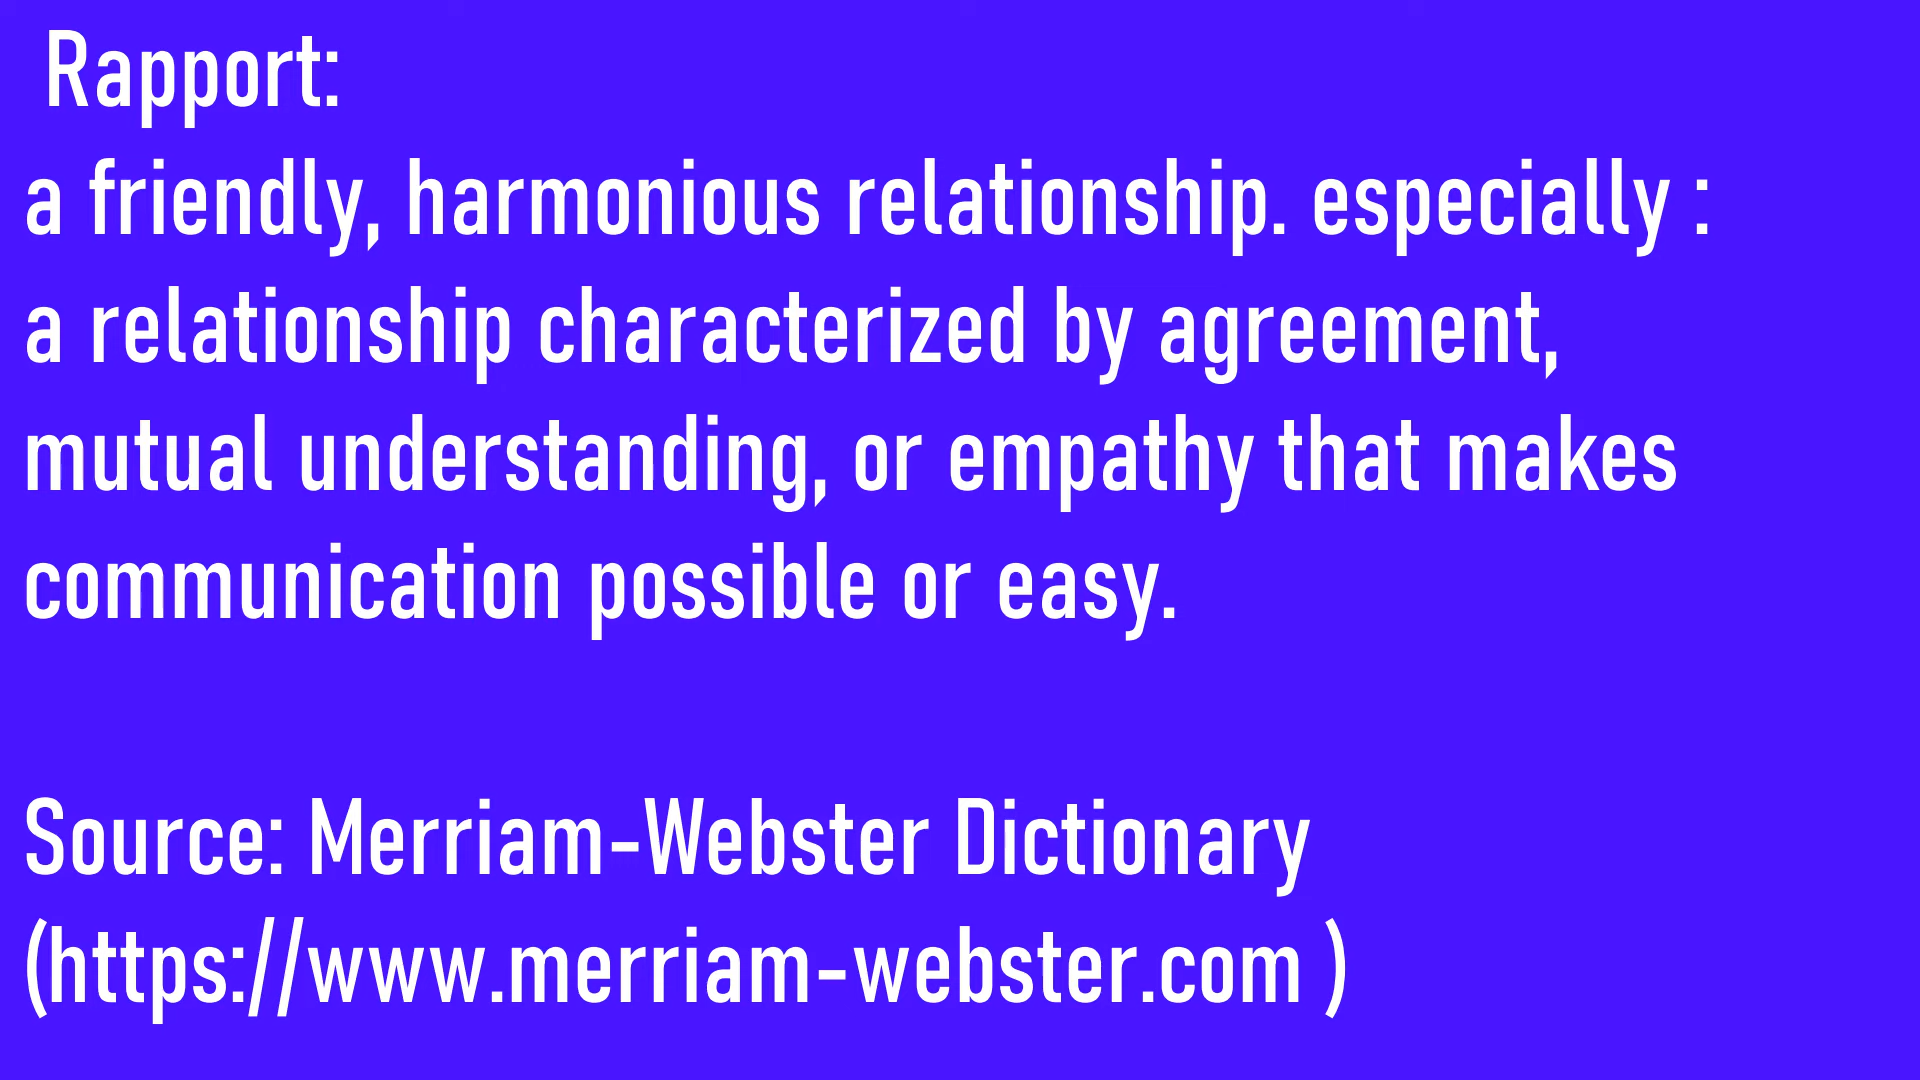 Rapport:
a friendly, harmonious relationship. especially :
a relationship characterized by agreement,
mutual understanding, or empathy that makes
communication possible or easy.
Source: Merriam-Webster Dictionary
(https://www.merriam-webster.com )